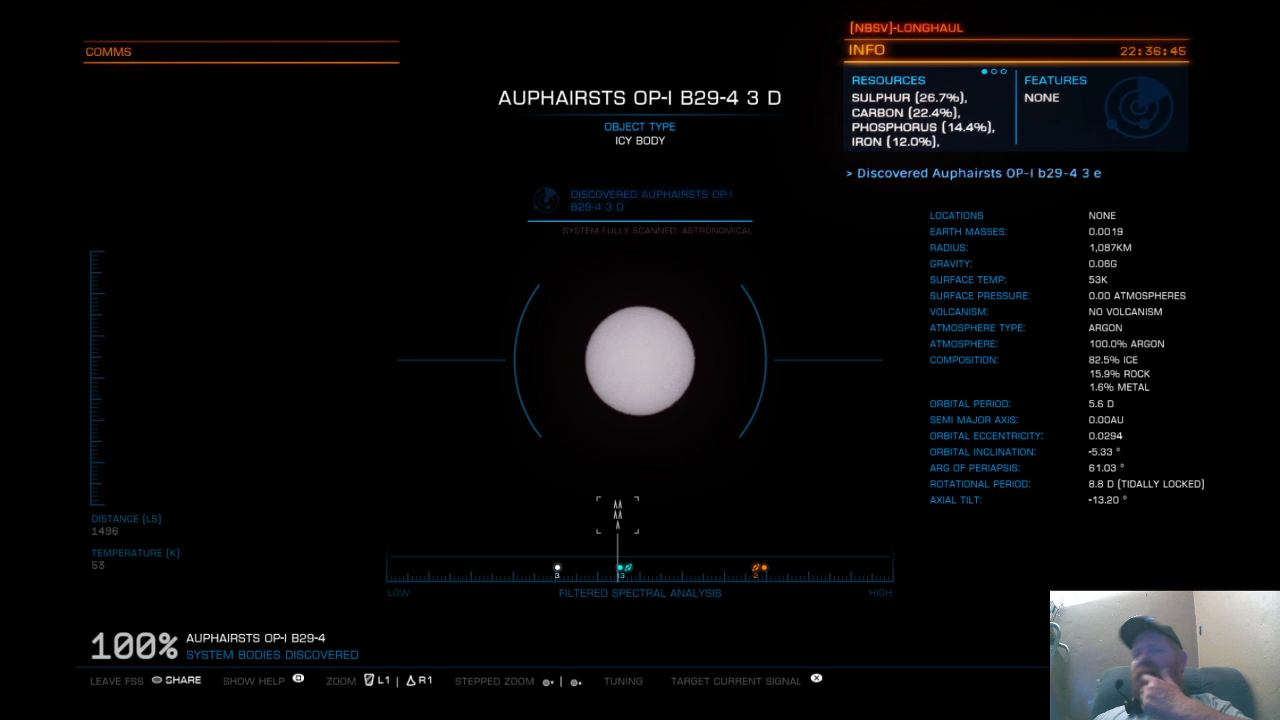 [NBSV]-LONGHAUL
COMMS
INFO 22:36:45
RESOURCES
SULPHUR (26.7%),
CARBON (22.4%),
PHOSPHORUS (14.4%),
IRON (12.0%),
FEATURES
NONE
AUPHAIRSTS OP-I B29-4 3 D
OBJECT TYPE
ICY BODY
> Discovered Auphairsts OP-I b29-4 3 e
DISCOVERED AUPHAIRSTS OP-I
B29-4 3 D
SYSTEM FULLY SCANNED, ASTRONOMICAL
LOCATIONS NONE
EARTH MASSES: 0.0019
RADIUS: 1,087KM
GRAVITY: 0.06G
SURFACE TEMP: 53K
SURFACE PRESSURE: 0.00 ATMOSPHERES
VOLCANISM: NO VOLCANISM
ATMOSPHERE TYPE: ARGON
ATMOSPHERE: 100.0% ARGON
COMPOSITION: 82.5% ICE
15.9% ROCK
1.6% METAL
ORBITAL PERIOD: 5.6 D
SEMI MAJOR AXIS: 0.00AU
ORBITAL ECCENTRICITY: 0.0294
ORBITAL INCLINATION: -5.33 °
ARG OF PERIAPSIS: 61.03 °
ROTATIONAL PERIOD: 8.8 D (TIDALLY LOCKED)
AXIAL TILT: -13.20 °
DISTANCE (LS)
1496
TEMPERATURE (K)
53
3 13 2
LOW FILTERED SPECTRAL ANALYSIS HIGH
100% AUPHAIRSTS OP-I B29-4
SYSTEM BODIES DISCOVERED
LEAVE FSS SHARE SHOW HELP ZOOM L1 | R1 STEPPED ZOOM | TUNING TARGET CURRENT SIGNAL